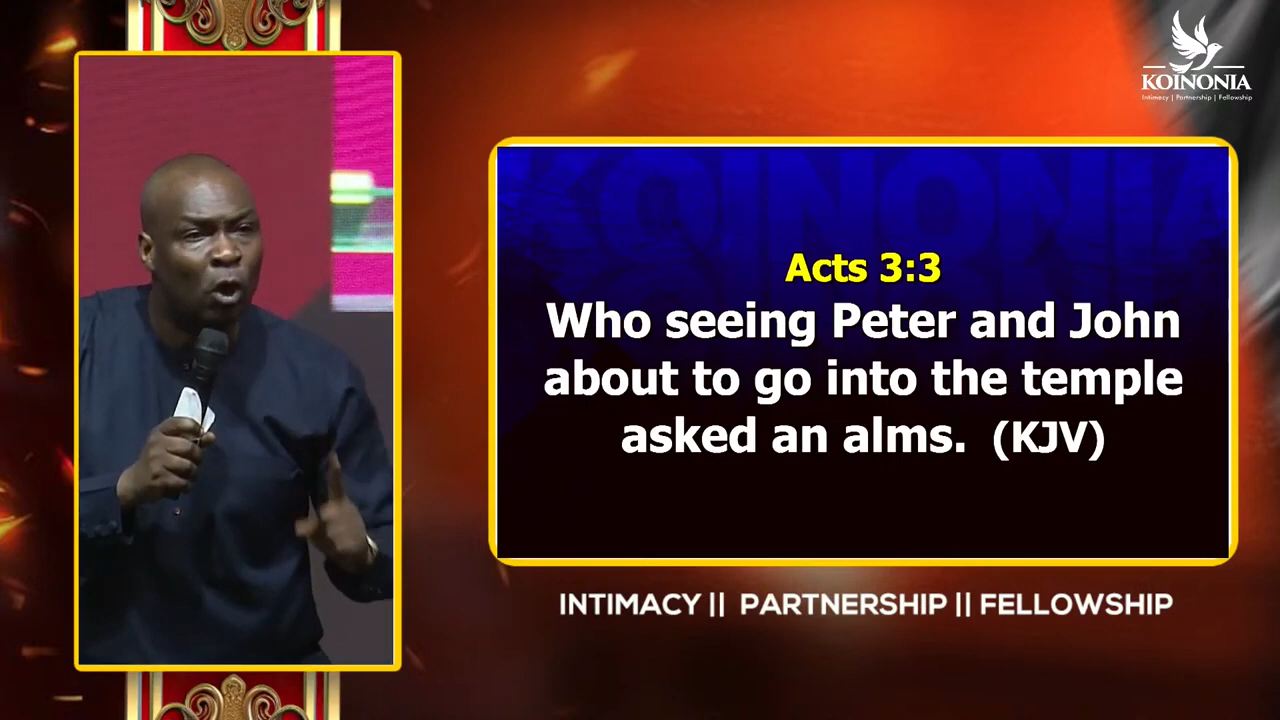 KOINONIA
Intimacy | Partnership | Fellowship
KOINONIA
Acts 3:3
Who seeing Peter and John
about to go into the temple
asked an alms. (KJV)
INTIMACY || PARTNERSHIP || FELLOWSHIP